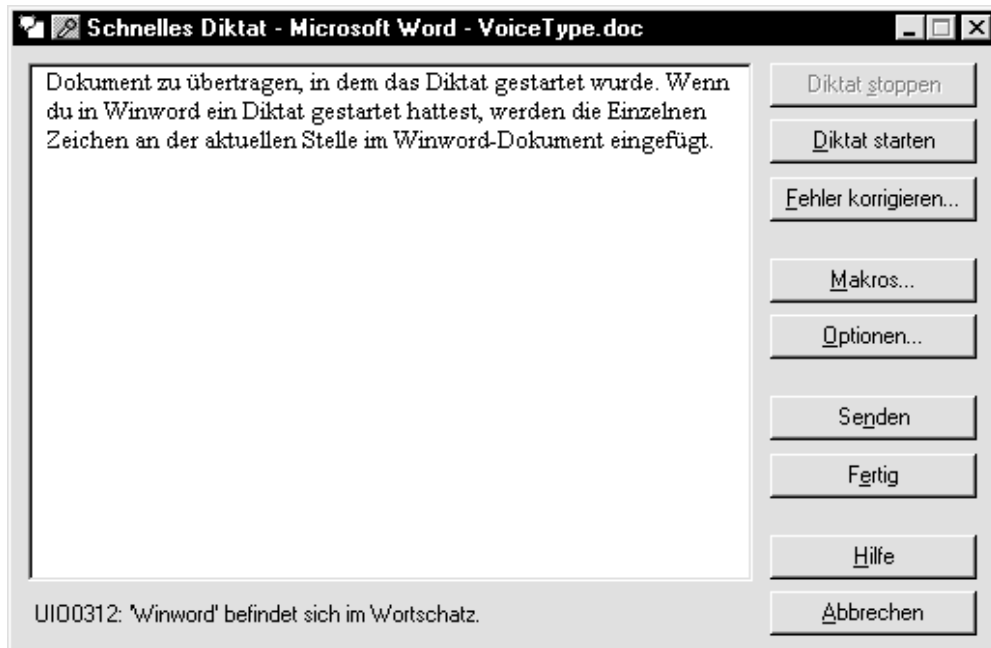 Schnelles Diktat - Microsoft Word - VoiceType.doc
Dokument zu übertragen, in dem das Diktat gestartet wurde. Wenn
du in Winword ein Diktat gestartet hattest, werden die Einzelnen
Zeichen an der aktuellen Stelle im Winword-Dokument eingefügt.
Diktat stoppen
Diktat starten
Fehler korrigieren...
Makros...
Optionen...
Senden
Fertig
Hilfe
Abbrechen
UIO0312: 'Winword' befindet sich im Wortschatz.